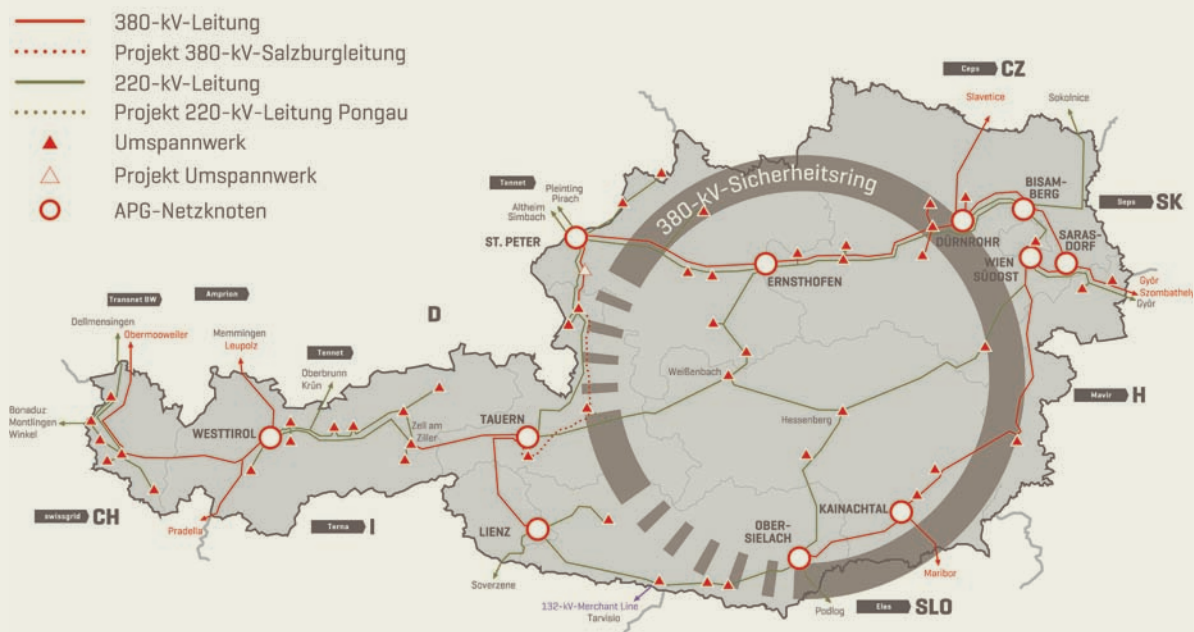 380-kV-Leitung
Projekt 380-kV-Salzburgleitung
220-kV-Leitung
Projekt 220-kV-Leitung Pongau
Umspannwerk
Projekt Umspannwerk
APG-Netzknoten
Ceps CZ
Slavetice
Sokolnice
380-kV-Sicherheitsring
Tennet
Pleinting
Pirach
Altheim
Simbach
ST. PETER
BISAM-
BERG
Seps SK
DÜRNROHR
SARAS-
DORF
WIEN
SÜDOST
ERNSTHOFEN
Győr
Szombathely
Győr
Transnet BW
Amprion
D
Dellmensingen
Obermooweiler
Memmingen
Leupolz
Tennet
Oberbrunn
Krün
Weißenbach
Mavir H
Bonaduz
Montlingen
Winkel
WESTTIROL
Zell am
Ziller
TAUERN
Hessenberg
swissgrid CH
Pradella
Terna I
LIENZ
OBER-
SIELACH
KAINACHTAL
Soverzene
132-kV-Merchant Line
Tarvisio
Podlog
Maribor
Eles SLO